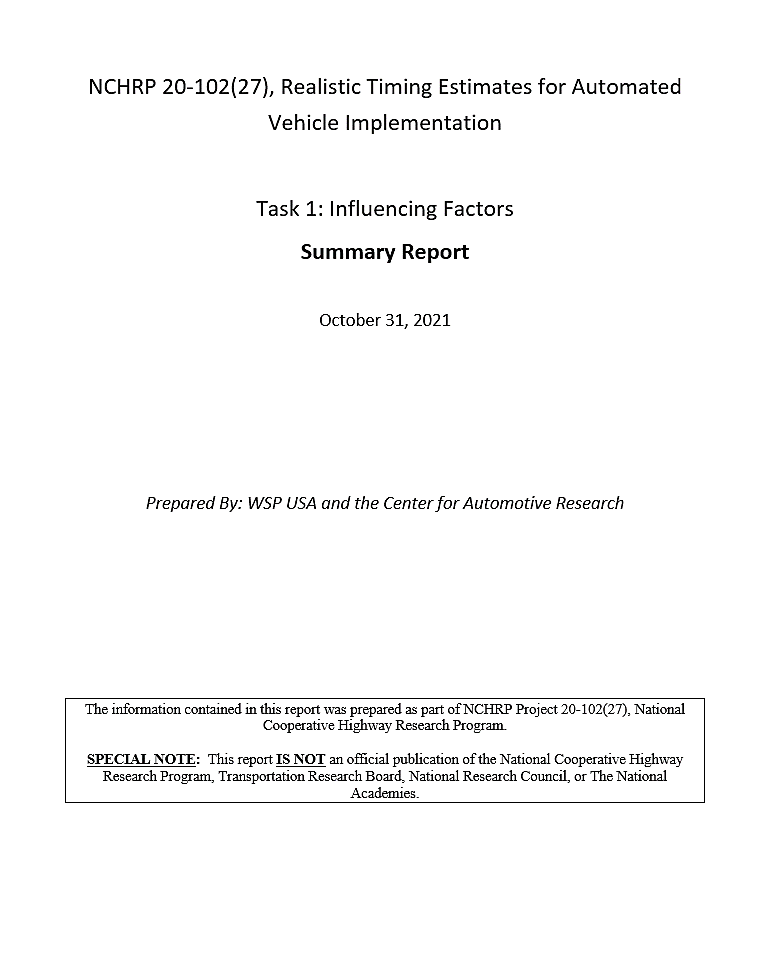 NCHRP 20-102(27), Realistic Timing Estimates for Automated
Vehicle Implementation
Task 1: Influencing Factors
Summary Report
October 31, 2021
Prepared By: WSP USA and the Center for Automotive Research
The information contained in this report was prepared as part of NCHRP Project 20-102(27), National
Cooperative Highway Research Program.
SPECIAL NOTE: This report IS NOT an official publication of the National Cooperative Highway
Research Program, Transportation Research Board, National Research Council, or The National
Academies.